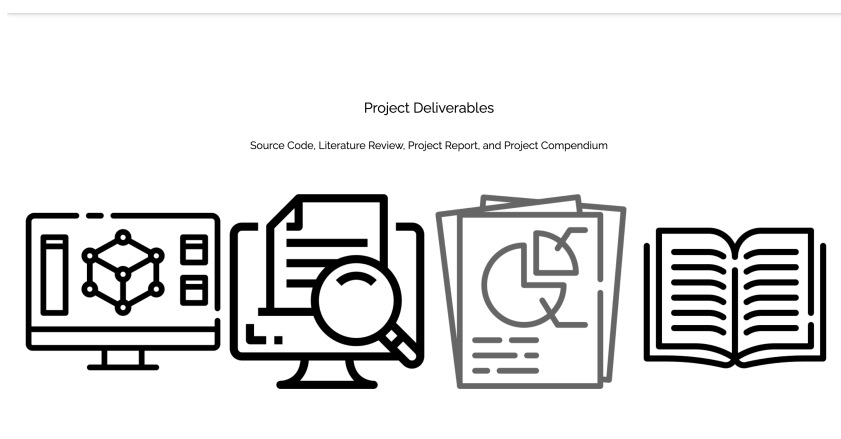 Project Deliverables
Source Code, Literature Review, Project Report, and Project Compendium